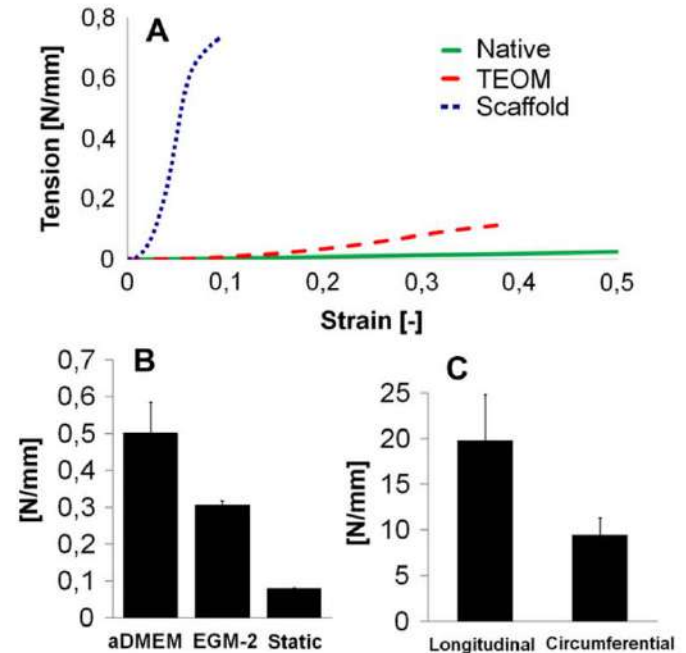 A
Tension [N/mm]
0,8
0,6
0,4
0,2
0
Native
TEOM
Scaffold
0 0,1 0,2 0,3 0,4 0,5
Strain [-]
B
[N/mm]
0,7
0,6
0,5
0,4
0,3
0,2
0,1
0
aDMEM EGM-2 Static
C
[N/mm]
25
20
15
10
5
0
Longitudinal Circumferential